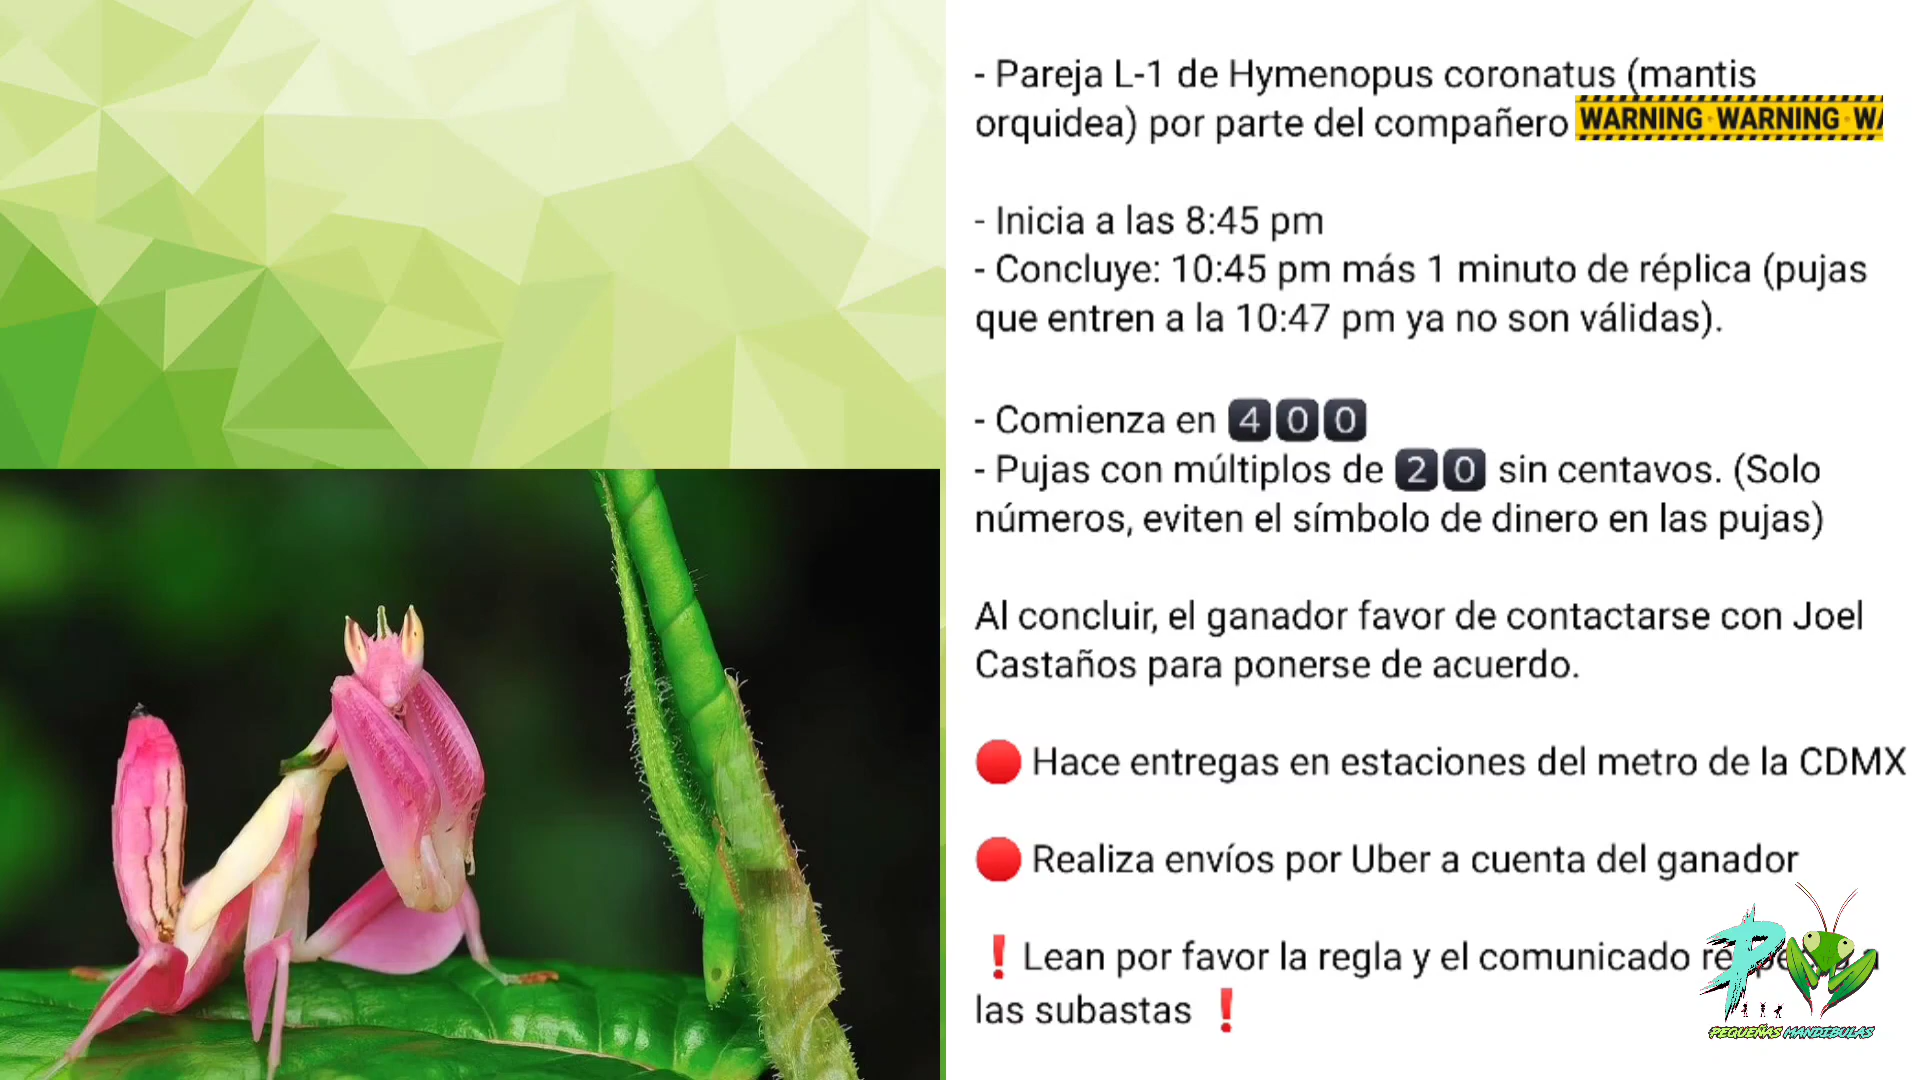 - Pareja L-1 de Hymenopus coronatus (mantis
orquidea) por parte del compañero WARNING · WARNING · WA
- Inicia a las 8:45 pm
- Concluye: 10:45 pm más 1 minuto de réplica (pujas
que entren a la 10:47 pm ya no son válidas).
- Comienza en 400
- Pujas con múltiplos de 20 sin centavos. (Solo
números, eviten el símbolo de dinero en las pujas)
Al concluir, el ganador favor de contactarse con Joel
Castaños para ponerse de acuerdo.
🔴 Hace entregas en estaciones del metro de la CDMX
🔴 Realiza envíos por Uber a cuenta del ganador
❗ Lean por favor la regla y el comunicado
las subastas ❗
PEQUEÑAS MANDIBULAS